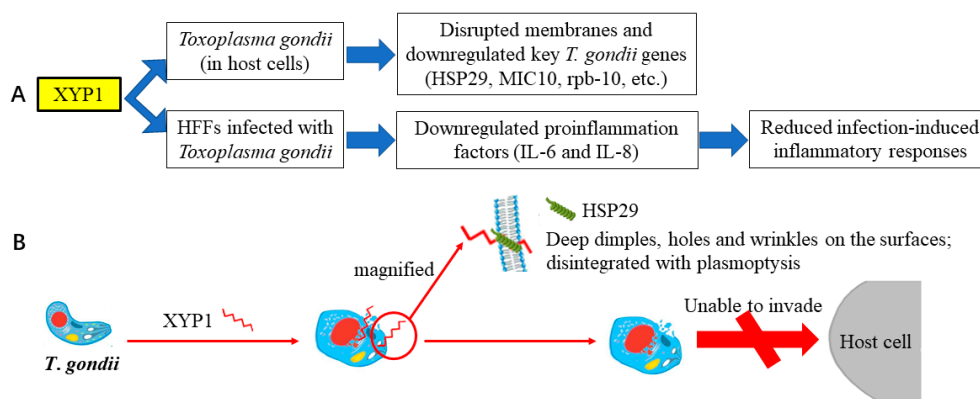 A
XYP1
Toxoplasma gondii
(in host cells)
Disrupted membranes and
downregulated key T. gondii genes
(HSP29, MIC10, rpb-10, etc.)
HFFs infected with
Toxoplasma gondii
Downregulated proinflammation
factors (IL-6 and IL-8)
Reduced infection-induced
inflammatory responses
B
HSP29
Deep dimples, holes and wrinkles on the surfaces;
disintegrated with plasmoptysis
magnified
XYP1
T. gondii
Unable to invade
Host cell